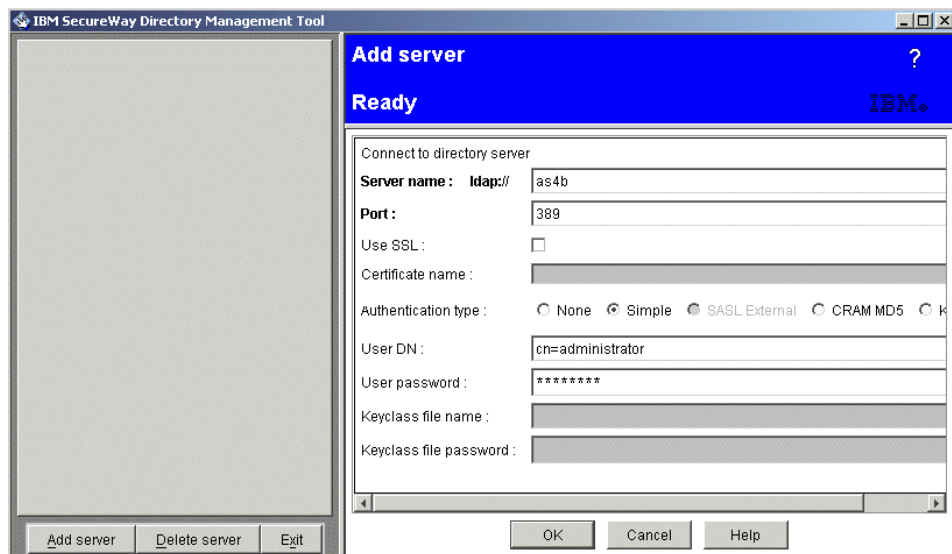 IBM SecureWay Directory Management Tool
Add server
?
Ready
IBM.
Connect to directory server
Server name : ldap:// as4b
Port : 389
Use SSL :
Certificate name :
Authentication type : None Simple SASL External CRAM MD5
User DN : cn=administrator
User password : ********
Keyclass file name :
Keyclass file password :
Add server Delete server Exit
OK Cancel Help